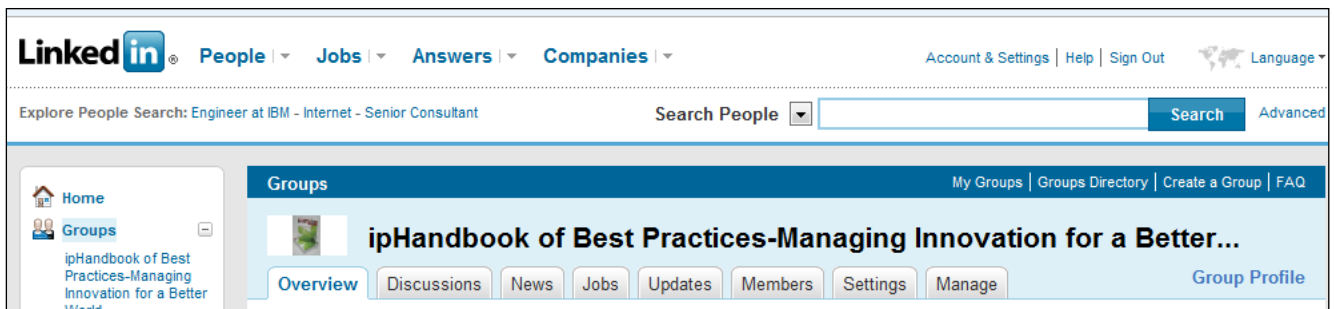 Linked in ® People Jobs Answers Companies Account & Settings | Help | Sign Out Language
Explore People Search: Engineer at IBM - Internet - Senior Consultant Search People Search Advanced
Home
Groups
ipHandbook of Best
Practices-Managing
Innovation for a Better
World
Groups My Groups | Groups Directory | Create a Group | FAQ
ipHandbook of Best Practices-Managing Innovation for a Better...
Overview Discussions News Jobs Updates Members Settings Manage Group Profile